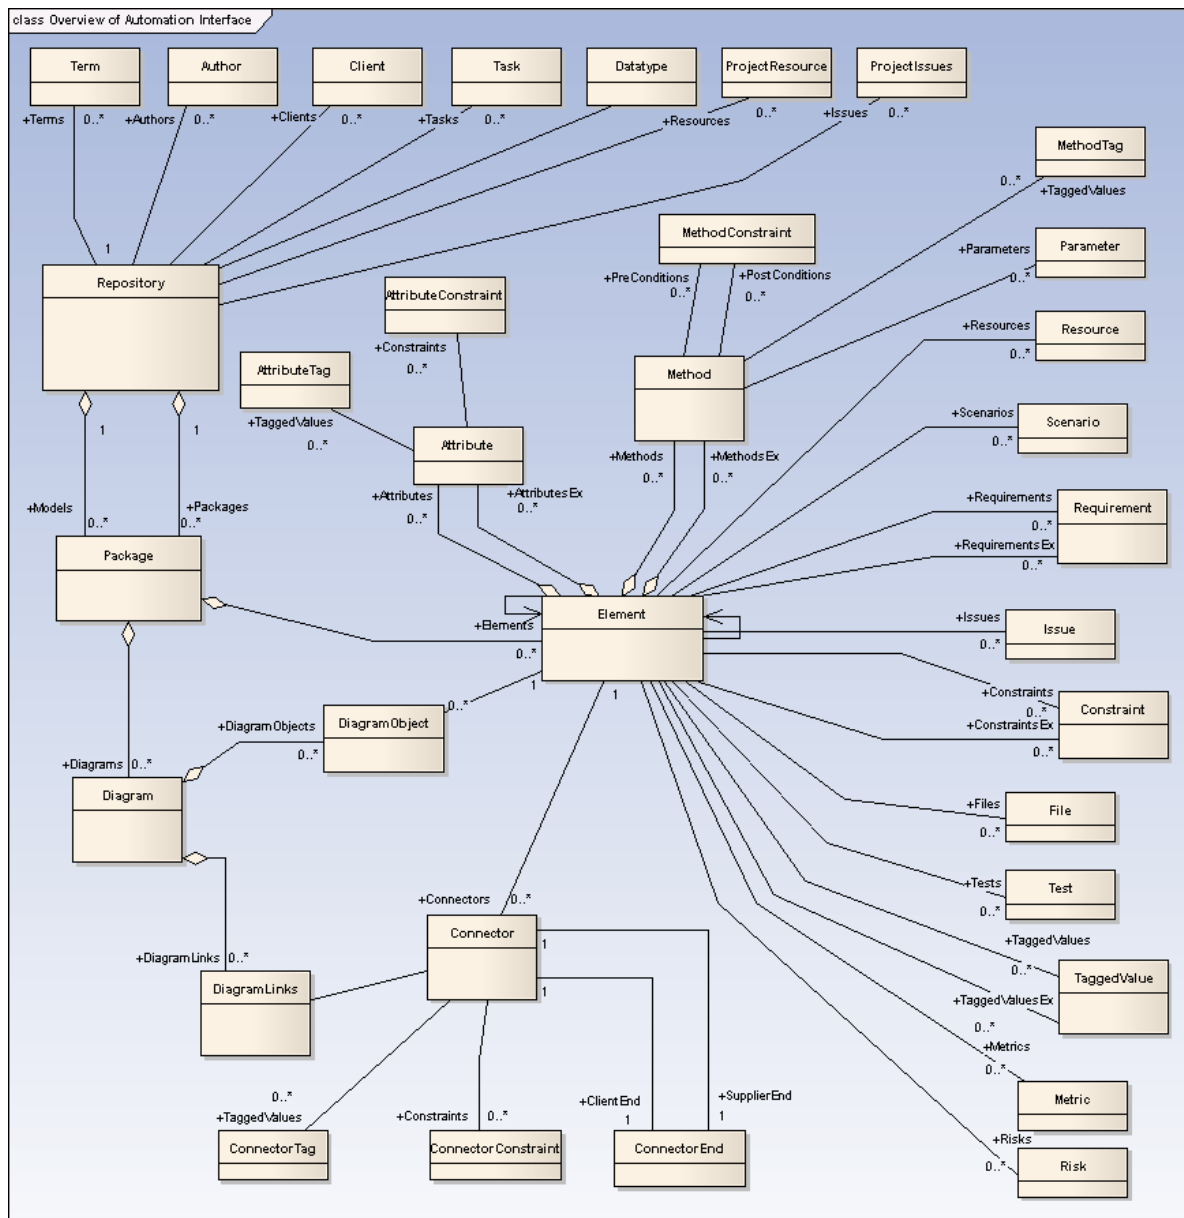 class Overview of Automation Interface
Term
Author
Client
Task
Datatype
ProjectResource
ProjectIssues
+Terms
0..*
+Authors
0..*
+Clients
0..*
+Tasks
0..*
+Resources
0..*
+Issues
0..*
MethodTag
0..*
+TaggedValues
MethodConstraint
+PreConditions
0..*
+PostConditions
0..*
Parameter
+Parameters
0..*
1
Repository
AttributeConstraint
+Constraints
0..*
Resource
+Resources
0..*
AttributeTag
+TaggedValues
0..*
Method
Attribute
+Methods
0..*
+MethodsEx
0..*
Scenario
+Scenarios
0..*
1
1
+Models
0..*
+Packages
0..*
+Attributes
0..*
+AttributesEx
0..*
Requirement
+Requirements
0..*
+RequirementsEx
0..*
Package
Element
+Elements
0..*
1
1
Issue
+Issues
0..*
Constraint
+Constraints
0..*
+ConstraintsEx
0..*
DiagramObject
0..*
+DiagramObjects
0..*
+Diagrams
0..*
Diagram
File
+Files
0..*
Test
+Tests
0..*
+Connectors
0..*
Connector
1
1
+DiagramLinks
0..*
DiagramLinks
+TaggedValues
0..*
TaggedValue
+TaggedValuesEx
0..*
+Metrics
0..*
Metric
0..*
+TaggedValues
+Constraints
0..*
+ClientEnd
1
+SupplierEnd
1
ConnectorTag
ConnectorConstraint
ConnectorEnd
+Risks
0..*
Risk